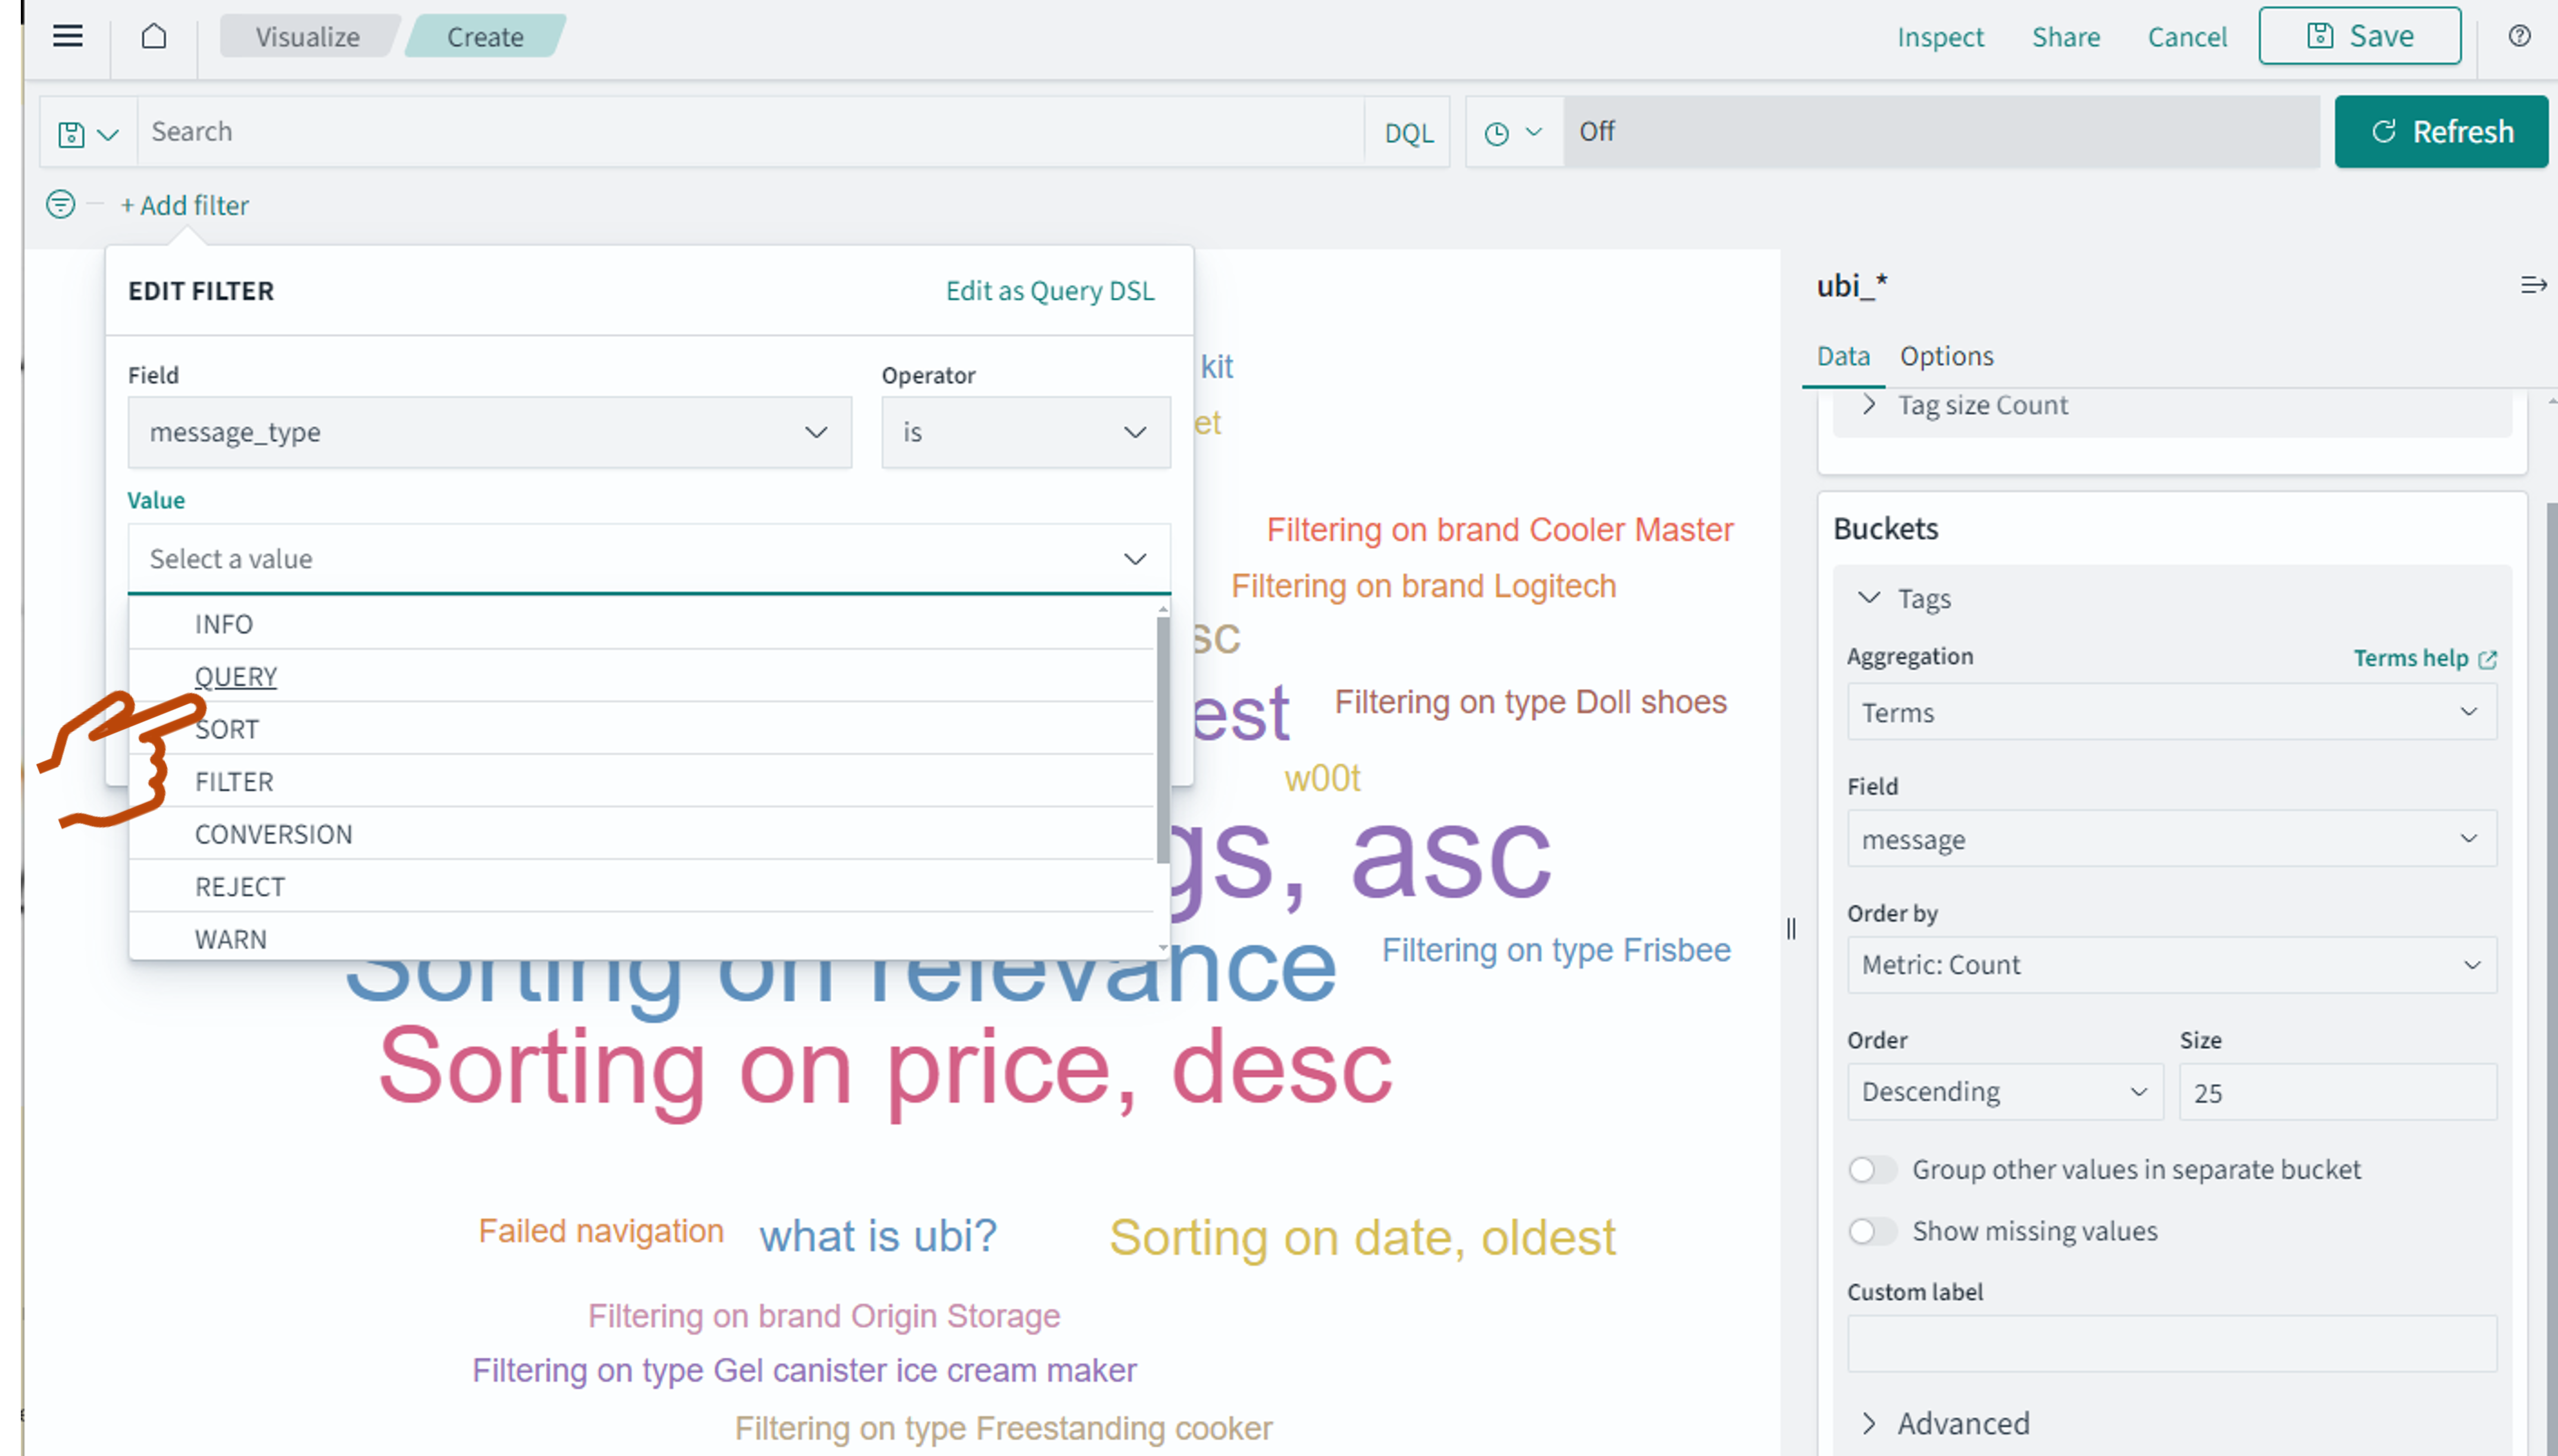 Visualize Create Inspect Share Cancel Save
Search DQL Off Refresh
+ Add filter
EDIT FILTER Edit as Query DSL
Field Operator
message_type is
Value
Select a value
INFO
QUERY
SORT
FILTER
CONVERSION
REJECT
WARN
kit
et
Filtering on brand Cooler Master
Filtering on brand Logitech
sc
est Filtering on type Doll shoes
w00t
gs, asc
Sorting on relevance Filtering on type Frisbee
Sorting on price, desc
Failed navigation what is ubi? Sorting on date, oldest
Filtering on brand Origin Storage
Filtering on type Gel canister ice cream maker
Filtering on type Freestanding cooker
ubi_*
Data Options
Tag size Count
Buckets
Tags
Aggregation Terms help
Terms
Field
message
Order by
Metric: Count
Order Size
Descending 25
Group other values in separate bucket
Show missing values
Custom label
Advanced